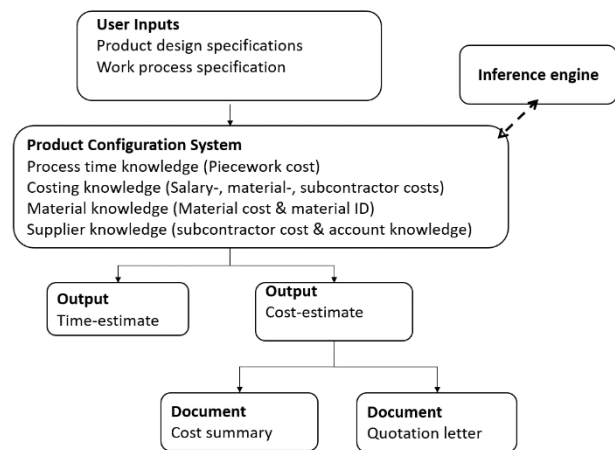 User Inputs
Product design specifications
Work process specification
Inference engine
Product Configuration System
Process time knowledge (Piecework cost)
Costing knowledge (Salary-, material-, subcontractor costs)
Material knowledge (Material cost & material ID)
Supplier knowledge (subcontractor cost & account knowledge)
Output
Time-estimate
Output
Cost-estimate
Document
Cost summary
Document
Quotation letter